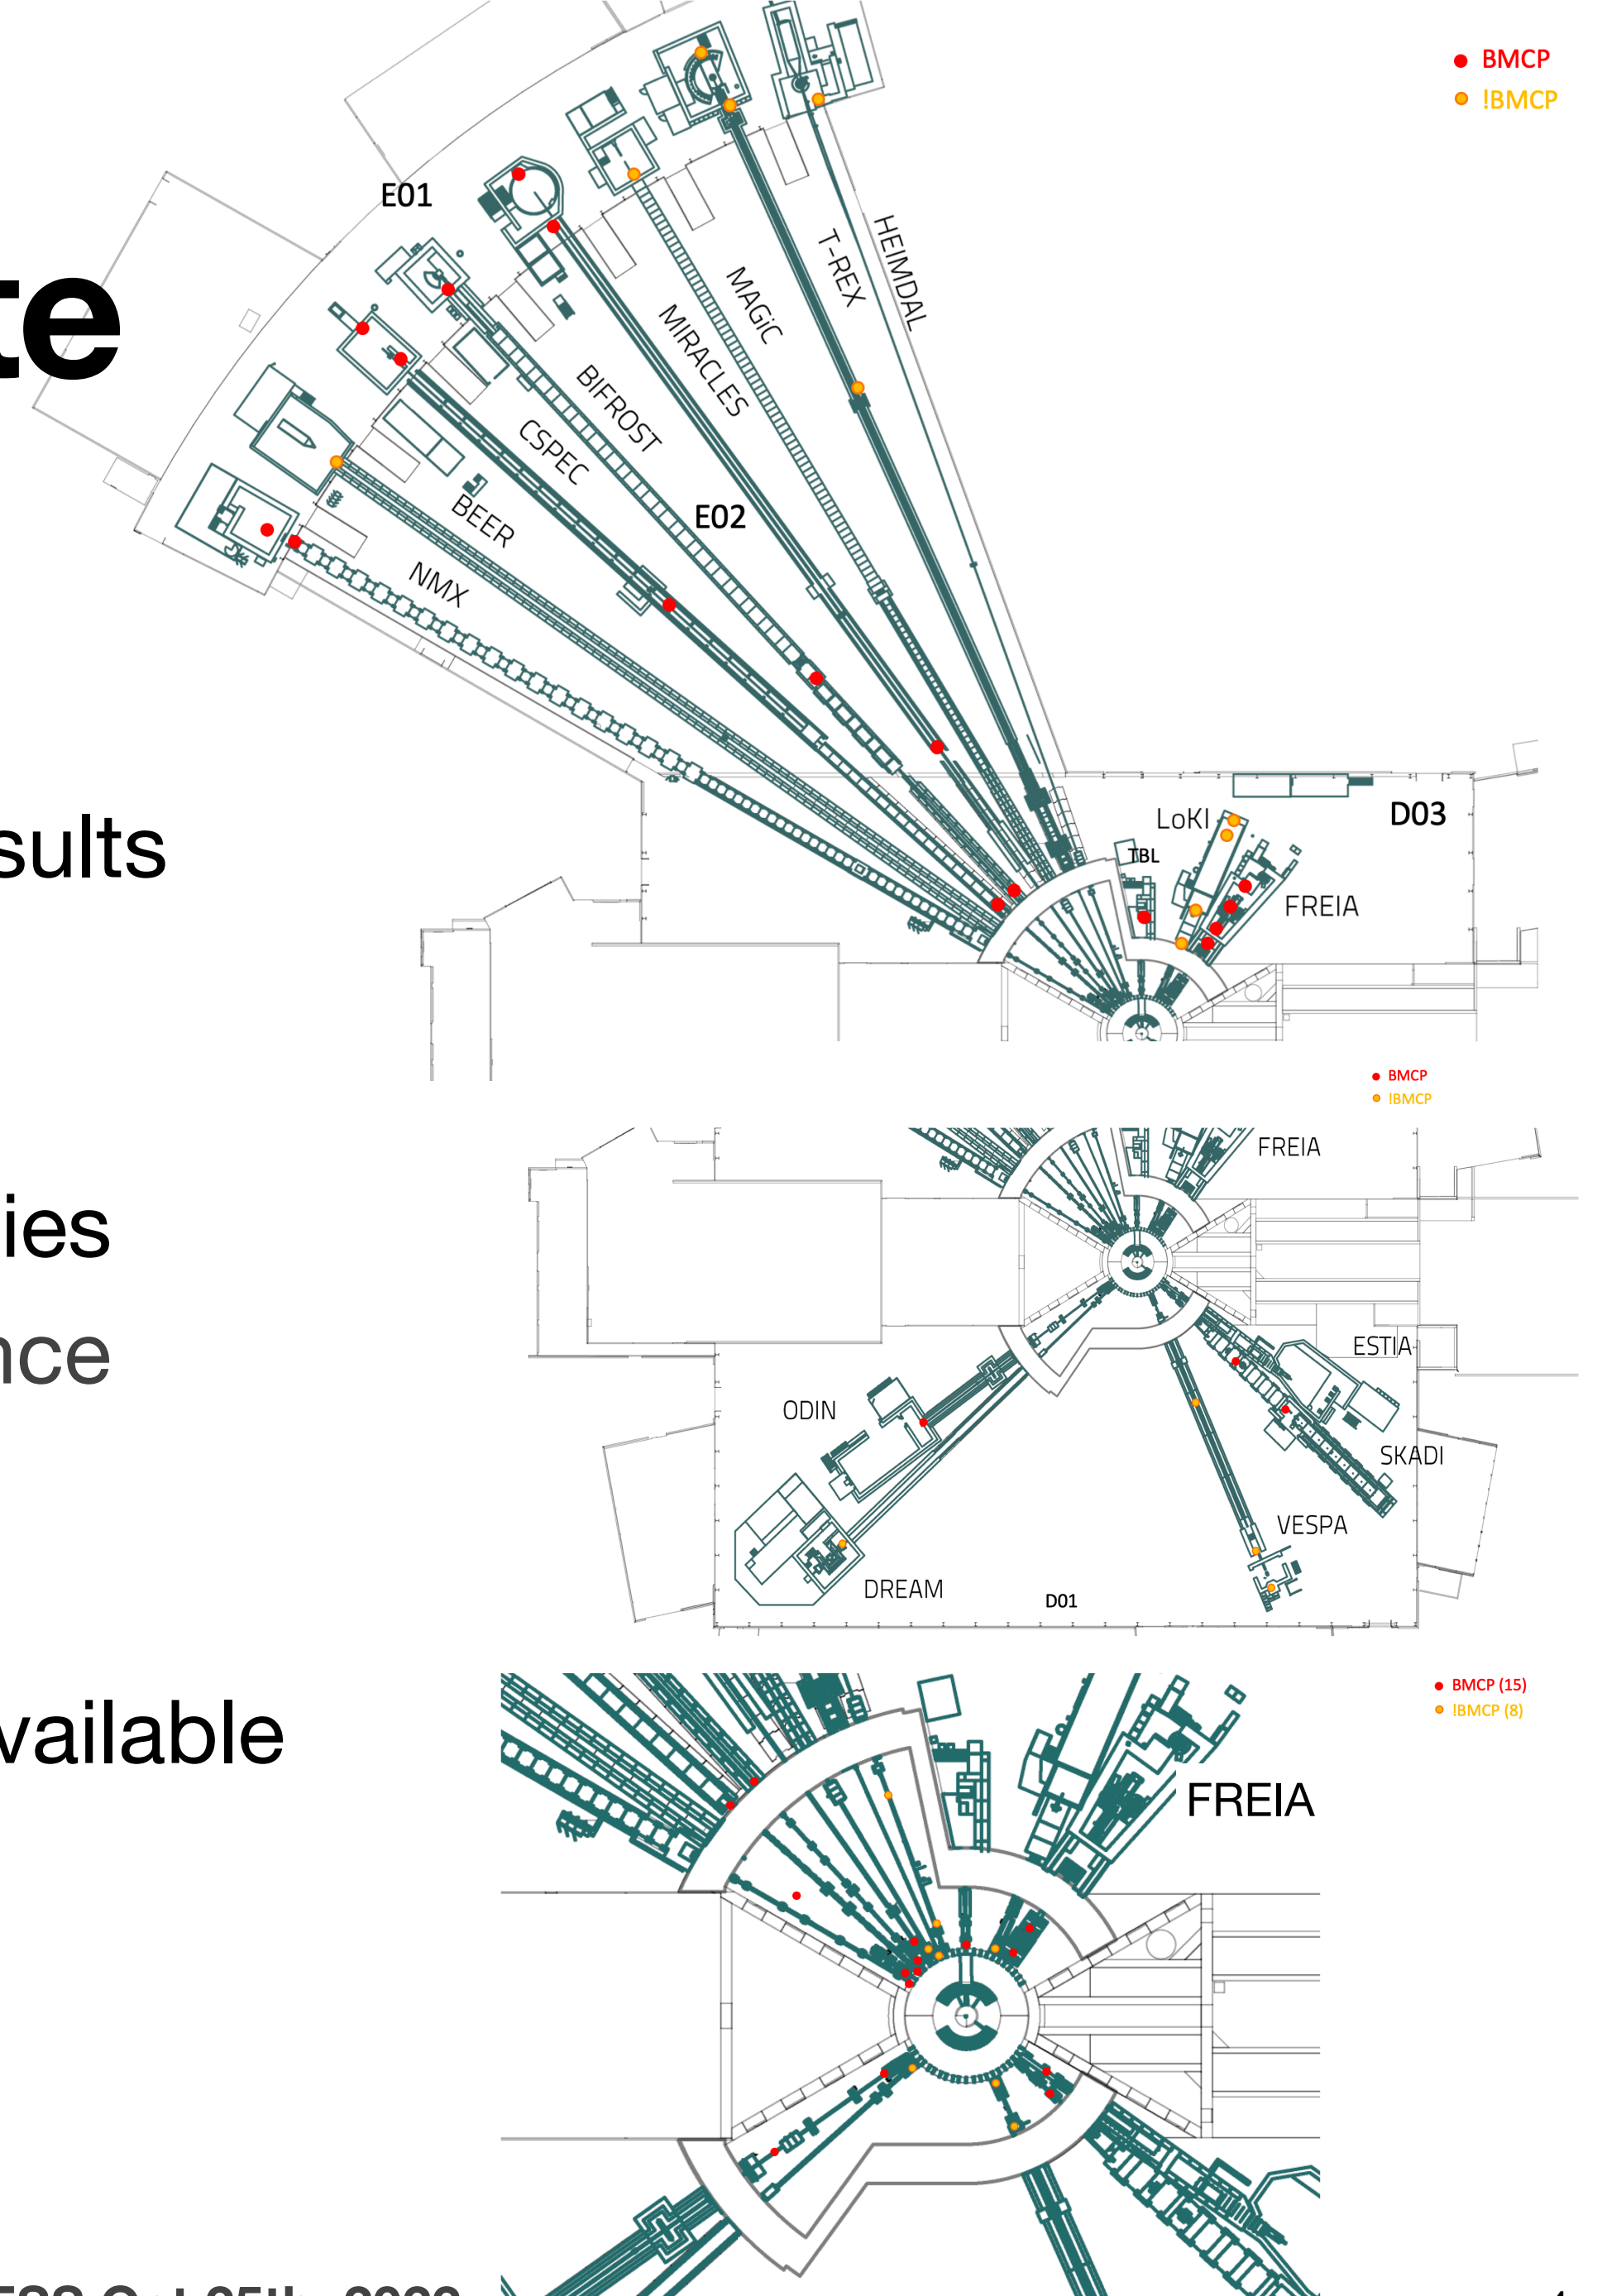 BMCP
!BMCP
E01
te
HEIMDAL
T-REX
MAGiC
MIRACLES
BIFROST
CSPEC
E02
BEER
NMX
LoKI
D03
TBL
sults
FREIA
BMCP
!BMCP
FREIA
ies
nce
ESTIA
ODIN
SKADI
VESPA
DREAM
D01
BMCP (15)
!BMCP (8)
vailable
FREIA